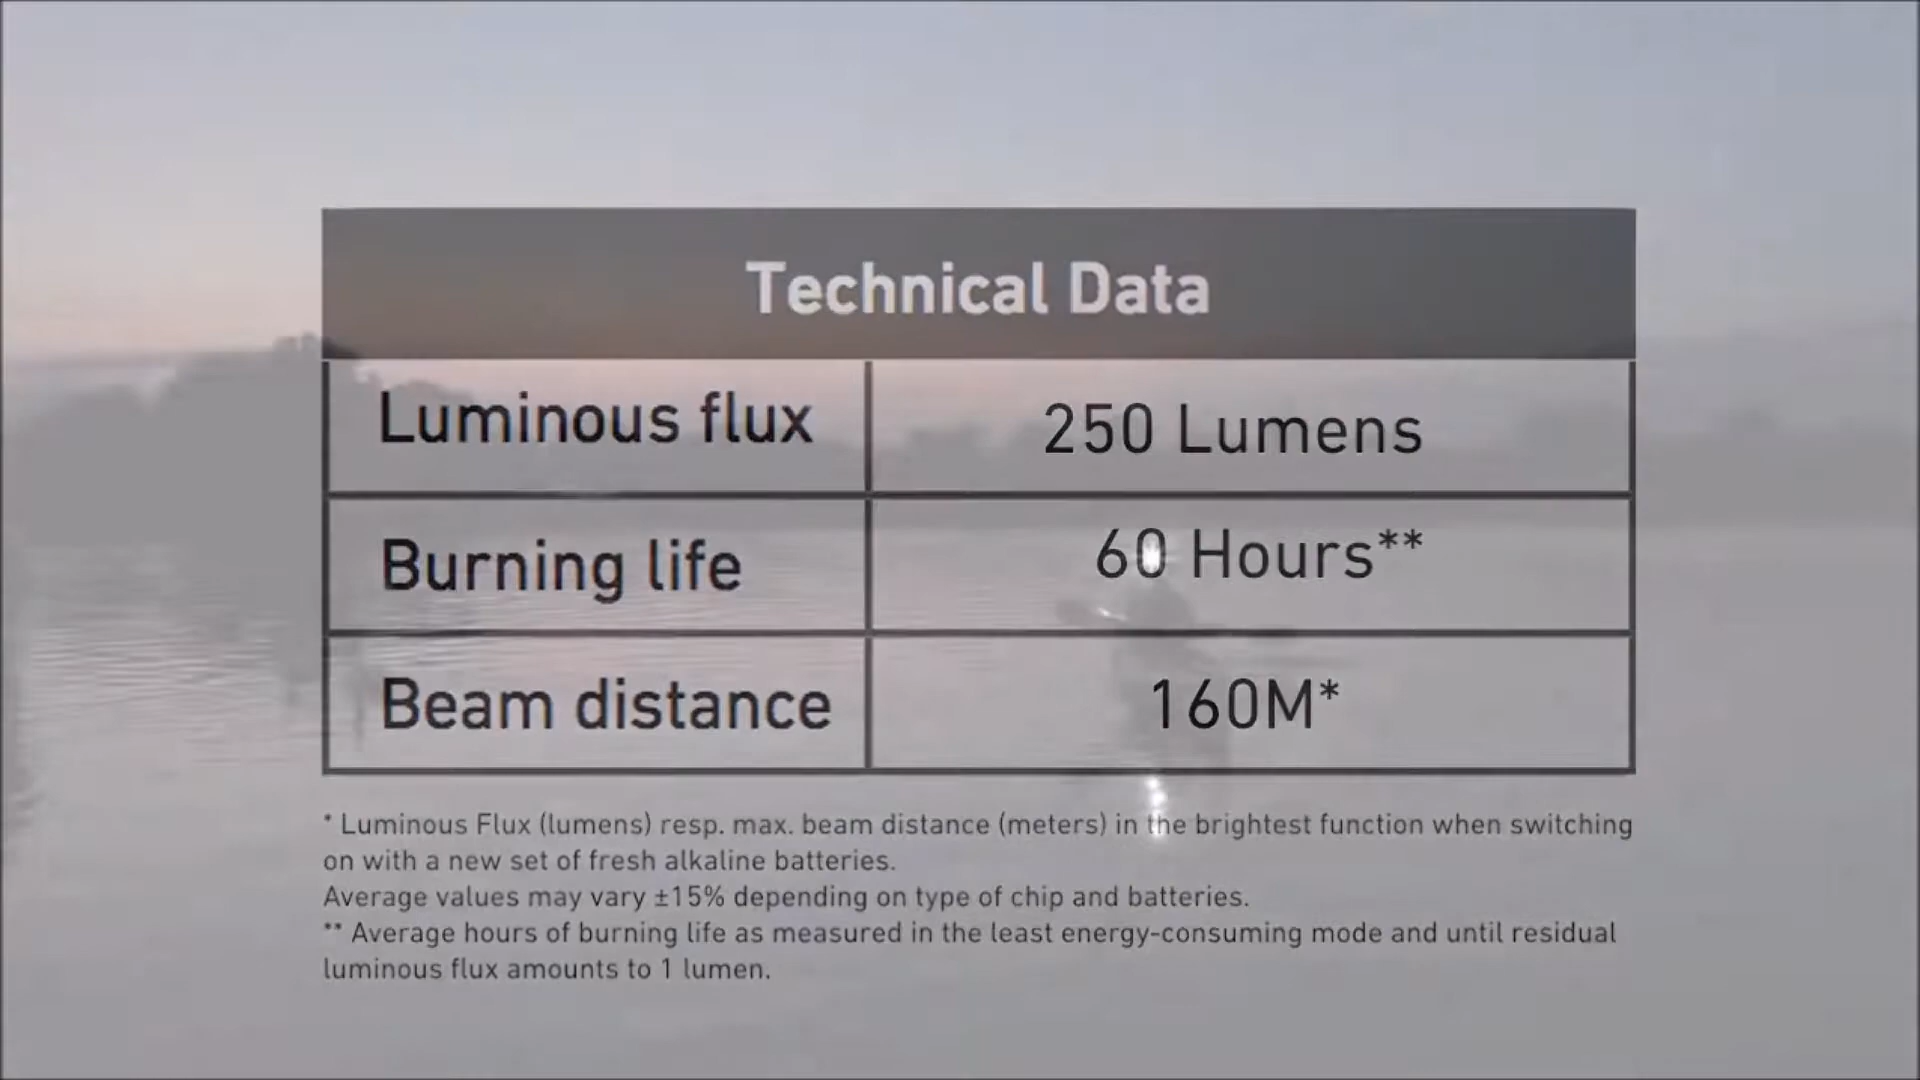 Technical Data
Luminous flux 250 Lumens
Burning life 60 Hours**
Beam distance 160M*
* Luminous Flux (lumens) resp. max. beam distance (meters) in the brightest function when switching
on with a new set of fresh alkaline batteries.
Average values may vary ±15% depending on type of chip and batteries.
** Average hours of burning life as measured in the least energy-consuming mode and until residual
luminous flux amounts to 1 lumen.